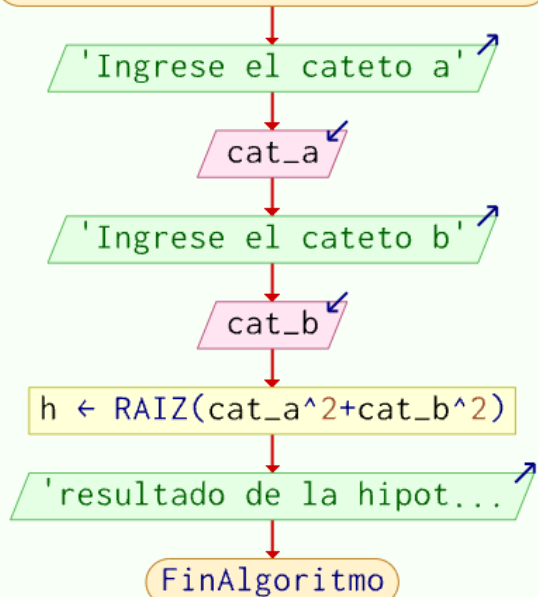 'Ingrese el cateto a'
cat_a
'Ingrese el cateto b'
cat_b
h ← RAIZ(cat_a^2+cat_b^2)
'resultado de la hipot...
FinAlgoritmo